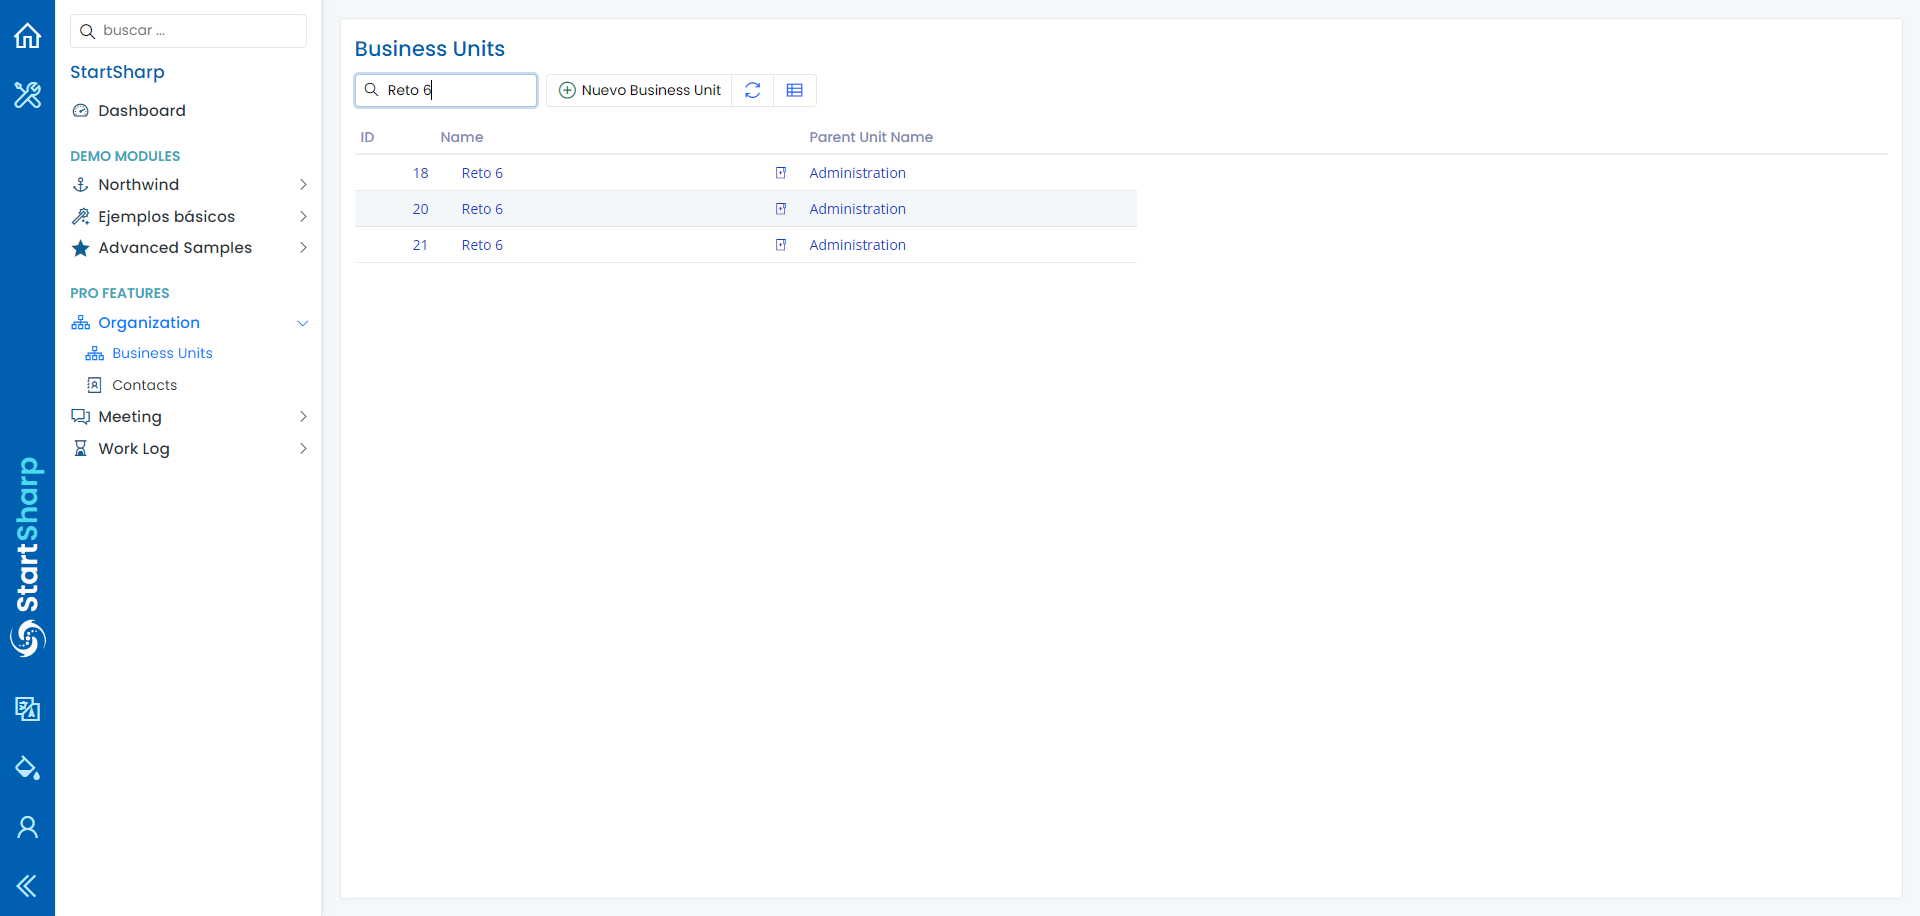 buscar ...
StartSharp
Dashboard
DEMO MODULES
Northwind
Ejemplos básicos
Advanced Samples
PRO FEATURES
Organization
Business Units
Contacts
Meeting
Work Log
StartSharp
Business Units
Reto 6
Nuevo Business Unit
ID Name Parent Unit Name
18 Reto 6 Administration
20 Reto 6 Administration
21 Reto 6 Administration